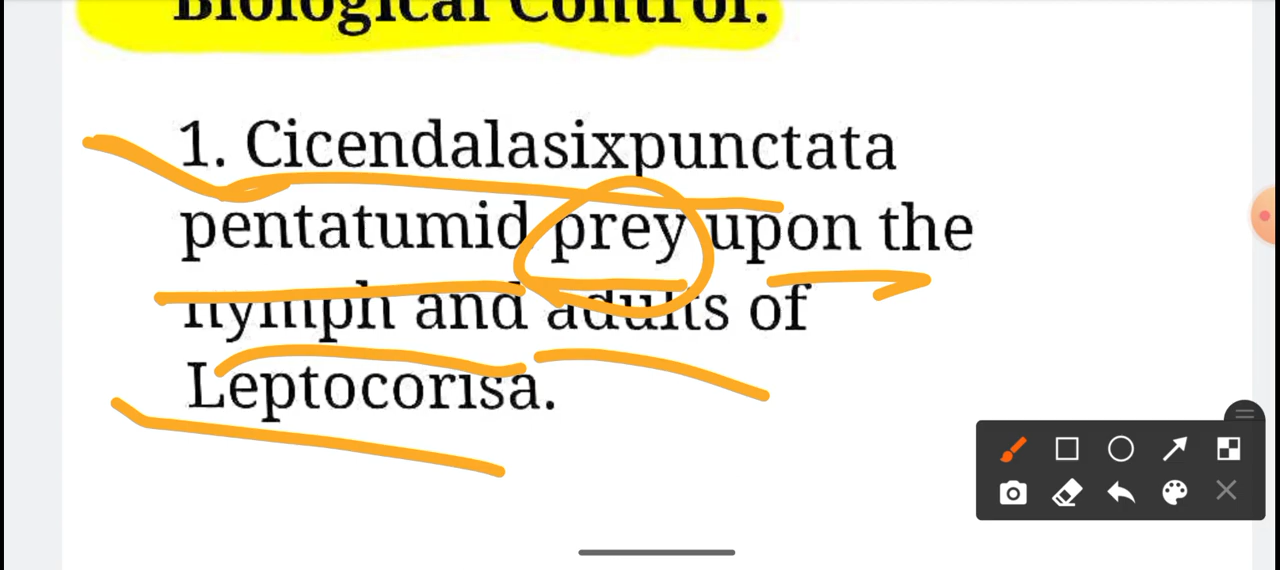 Biological Control.
1. Cicendalasixpunctata
pentatumid prey upon the
nymph and adults of
Leptocorisa.